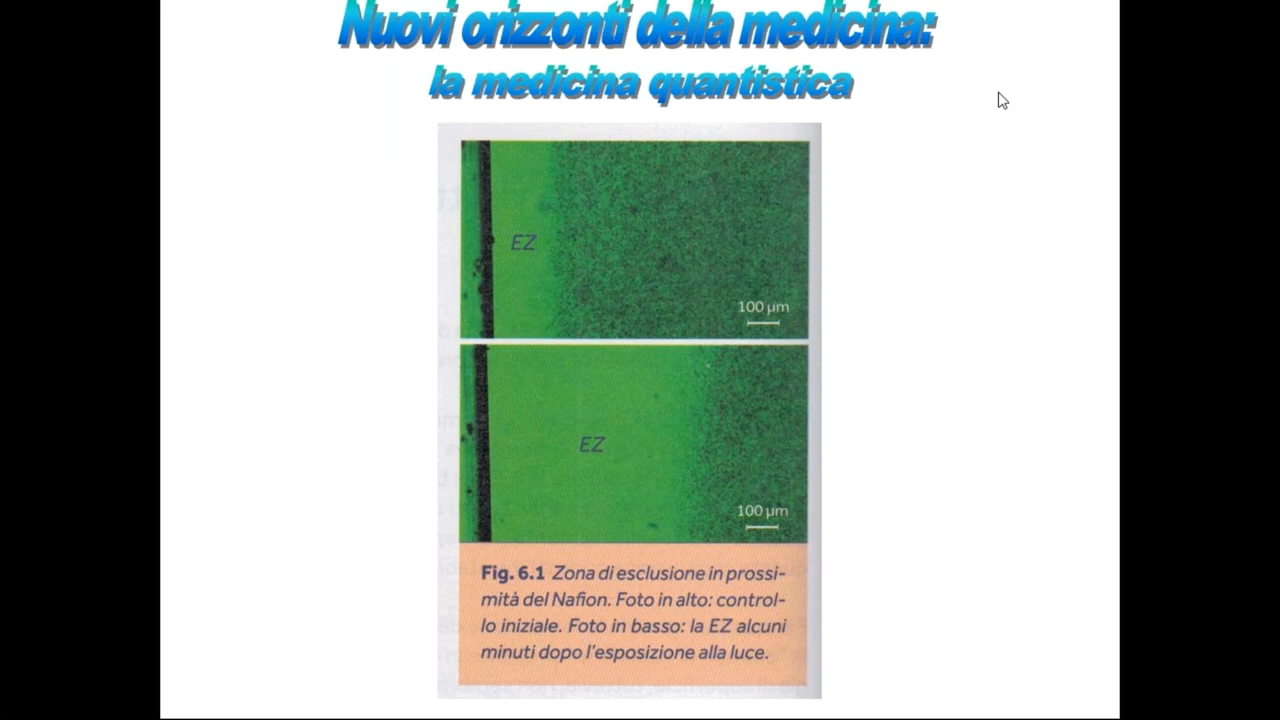 Nuovi orizzonti della medicina:
la medicina quantistica
EZ
100 µm
EZ
100 µm
Fig. 6.1 Zona di esclusione in prossi-
mità del Nafion. Foto in alto: control-
lo iniziale. Foto in basso: la EZ alcuni
minuti dopo l'esposizione alla luce.